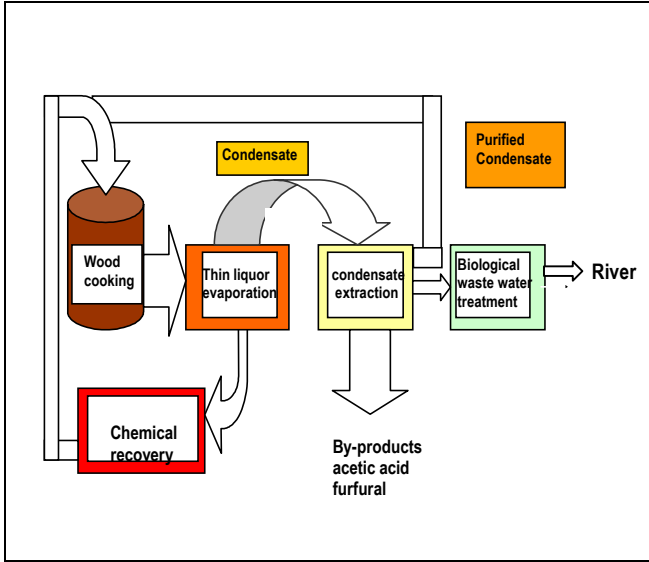 Condensate
Purified
Condensate
Wood
cooking
Thin liquor
evaporation
condensate
extraction
Biological
waste water
treatment
River
Chemical
recovery
By-products
acetic acid
furfural